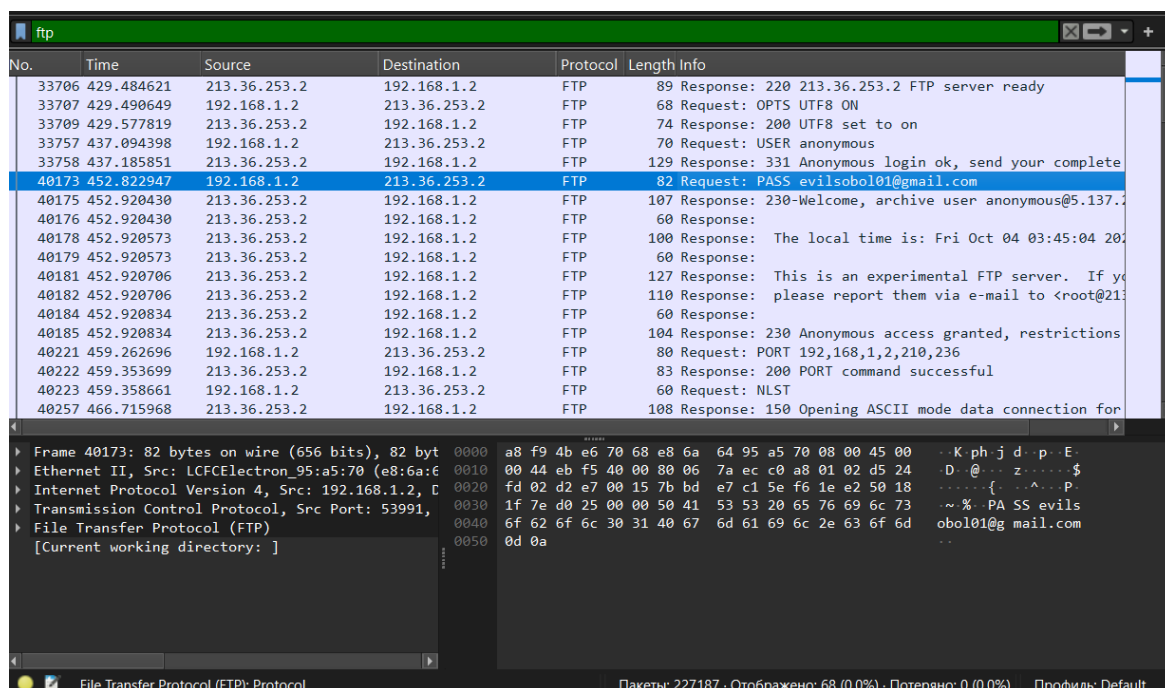 ftp
No. Time Source Destination Protocol Length Info
33706 429.484621 213.36.253.2 192.168.1.2 FTP 89 Response: 220 213.36.253.2 FTP server ready
33707 429.490649 192.168.1.2 213.36.253.2 FTP 68 Request: OPTS UTF8 ON
33709 429.577819 213.36.253.2 192.168.1.2 FTP 74 Response: 200 UTF8 set to on
33757 437.094398 192.168.1.2 213.36.253.2 FTP 70 Request: USER anonymous
33758 437.185851 213.36.253.2 192.168.1.2 FTP 129 Response: 331 Anonymous login ok, send your complete
40173 452.822947 192.168.1.2 213.36.253.2 FTP 82 Request: PASS evilsobol01@gmail.com
40175 452.920430 213.36.253.2 192.168.1.2 FTP 107 Response: 230-Welcome, archive user anonymous@5.137.2
40176 452.920430 213.36.253.2 192.168.1.2 FTP 60 Response:
40178 452.920573 213.36.253.2 192.168.1.2 FTP 100 Response: The local time is: Fri Oct 04 03:45:04 202
40179 452.920573 213.36.253.2 192.168.1.2 FTP 60 Response:
40181 452.920706 213.36.253.2 192.168.1.2 FTP 127 Response: This is an experimental FTP server. If yo
40182 452.920706 213.36.253.2 192.168.1.2 FTP 110 Response: please report them via e-mail to <root@213
40184 452.920834 213.36.253.2 192.168.1.2 FTP 60 Response:
40185 452.920834 213.36.253.2 192.168.1.2 FTP 104 Response: 230 Anonymous access granted, restrictions
40221 459.262696 192.168.1.2 213.36.253.2 FTP 80 Request: PORT 192,168,1,2,210,236
40222 459.353699 213.36.253.2 192.168.1.2 FTP 83 Response: 200 PORT command successful
40223 459.358661 192.168.1.2 213.36.253.2 FTP 60 Request: NLST
40257 466.715968 213.36.253.2 192.168.1.2 FTP 108 Response: 150 Opening ASCII mode data connection for
Frame 40173: 82 bytes on wire (656 bits), 82 byt
Ethernet II, Src: LCFCElectron_95:a5:70 (e8:6a:6
Internet Protocol Version 4, Src: 192.168.1.2, D
Transmission Control Protocol, Src Port: 53991,
File Transfer Protocol (FTP)
[Current working directory: ]
0000 a8 f9 4b e6 70 68 e8 6a 64 95 a5 70 08 00 45 00 ··K·ph·j d··p··E·
0010 00 44 eb f5 40 00 80 06 7a ec c0 a8 01 02 d5 24 ·D··@··· z······$
0020 fd 02 d2 e7 00 15 7b bd e7 c1 5e f6 1e e2 50 18 ······{· ··^···P·
0030 1f 7e d0 25 00 00 50 41 53 53 20 65 76 69 6c 73 ·~·%··PA SS evils
0040 6f 62 6f 6c 30 31 40 67 6d 61 69 6c 2e 63 6f 6d obol01@g mail.com
0050 0d 0a ··
File Transfer Protocol (FTP): Protocol
Пакеты: 227187 · Отображено: 68 (0.0%) · Потеряно: 0 (0.0%)
Профиль: Default